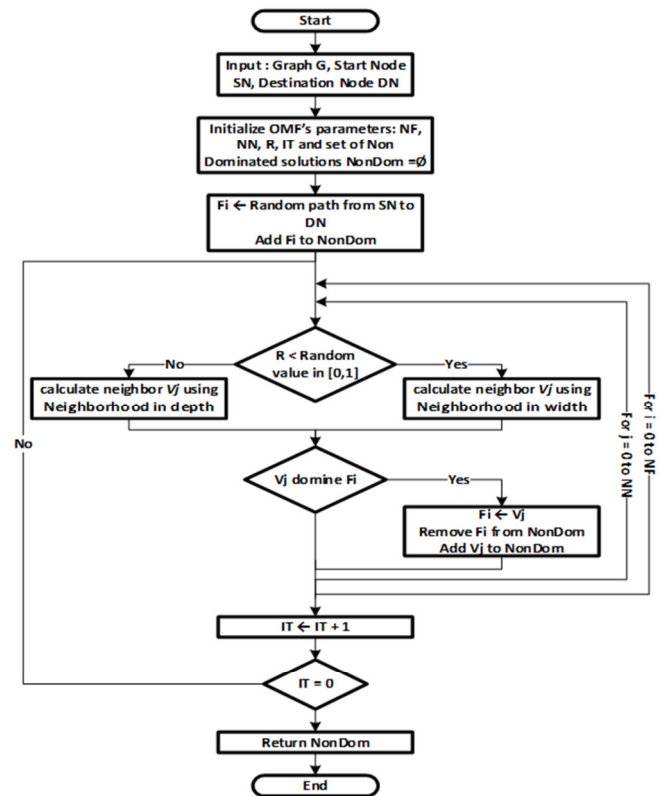 Start
Input : Graph G, Start Node
SN, Destination Node DN
Initialize OMF's parameters: NF,
NN, R, IT and set of Non
Dominated solutions NonDom =Ø
Fi ← Random path from SN to
DN
Add Fi to NonDom
R < Random
value in [0,1]
No
Yes
calculate neighbor Vj using
Neighborhood in depth
calculate neighbor Vj using
Neighborhood in width
No
For j = 0 to NN
For i = 0 to NF
Vj domine Fi
Yes
Fi ← Vj
Remove Fi from NonDom
Add Vj to NonDom
IT ← IT + 1
IT = 0
Return NonDom
End